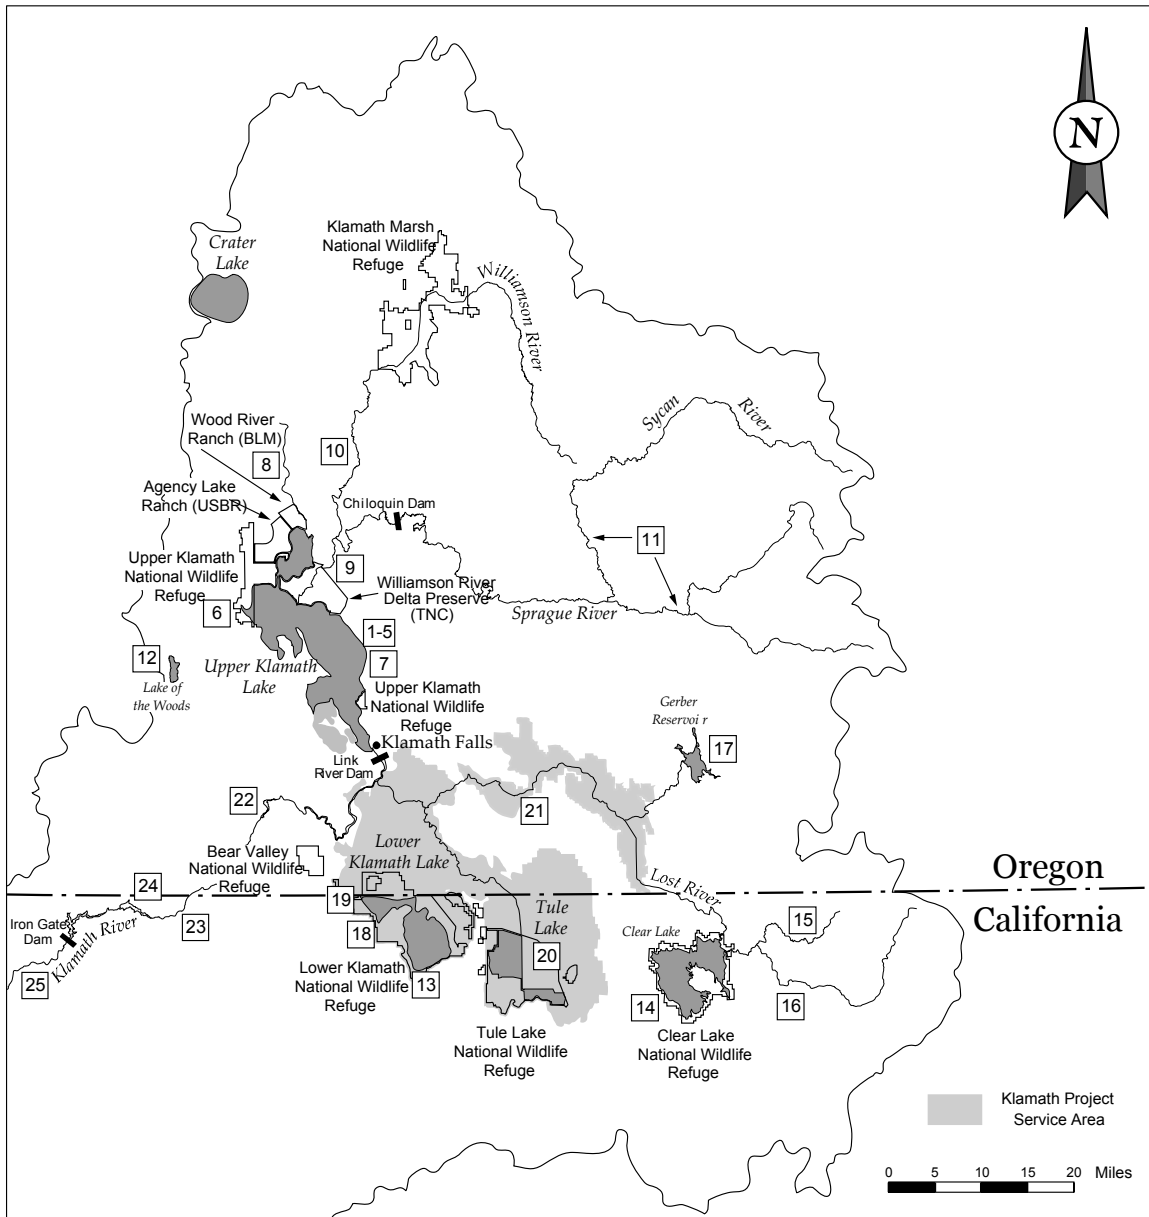 N
Klamath Marsh
National Wildlife
Refuge
Crater
Lake
Williamson River
Sycan
River
Wood River
Ranch (BLM)
10
8
Agency Lake
Ranch (USBR)
Chiloquin Dam
11
Upper Klamath
National Wildlife
Refuge
9
Williamson River
Delta Preserve
(TNC)
6
Sprague River
1-5
7
12
Upper Klamath
Lake
Lake of
the Woods
Upper Klamath
National Wildlife
Refuge
Gerber
Reservoi r
17
Klamath Falls
Link
River Dam
22
21
Lower
Klamath Lake
Bear Valley
National Wildlife
Refuge
Oregon
California
24
19
Lost River
Tule
Lake
23
Iron Gate
Dam
Klamath River
18
15
Clear Lake
20
25
Lower Klamath
National Wildlife
Refuge
13
14
16
Tule Lake
National Wildlife
Refuge
Clear Lake
National Wildlife
Refuge
Klamath Project
Service Area
0 5 10 15 20 Miles